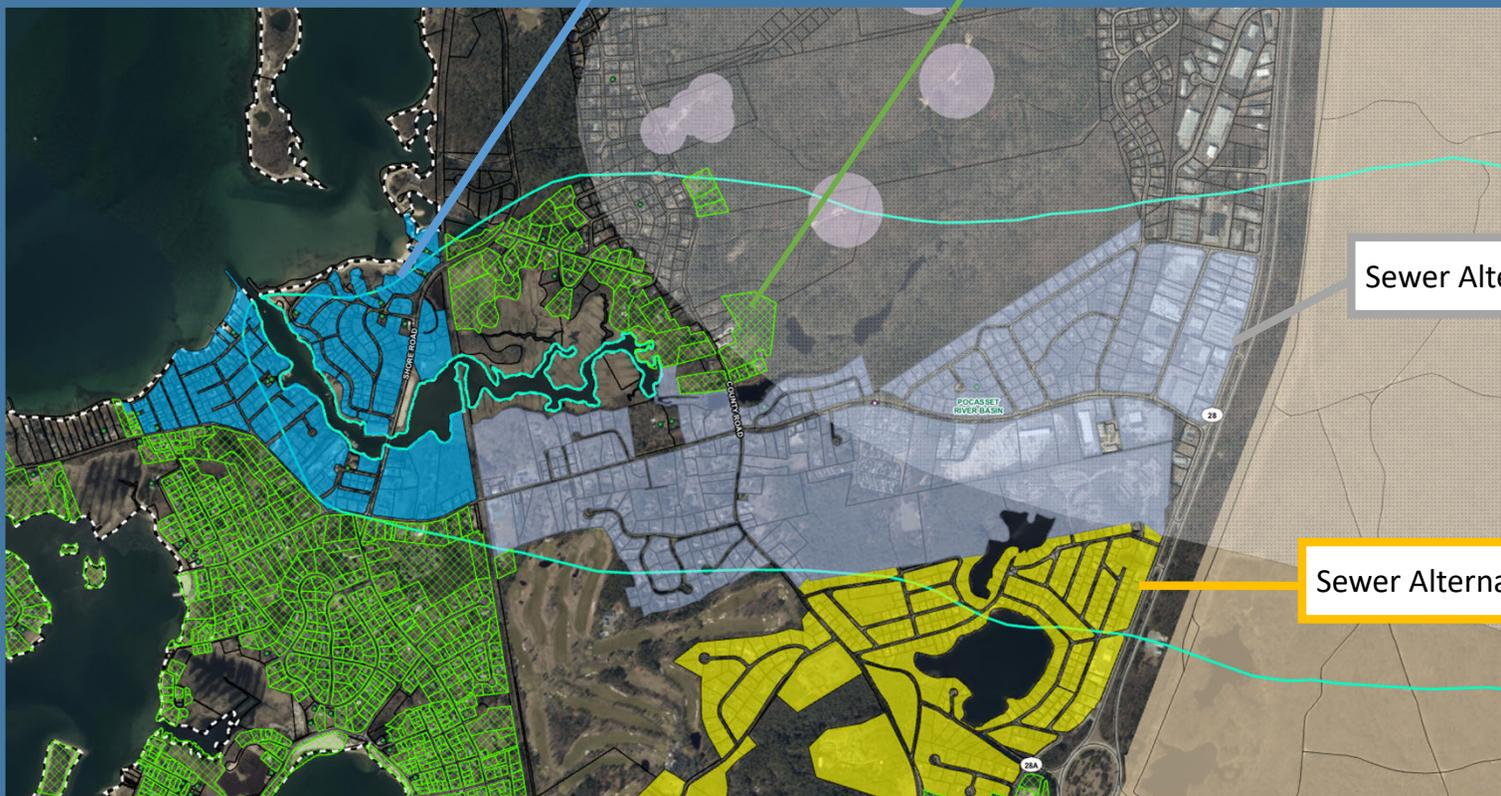 Sewer Alte
SHORE ROAD
COUNTY ROAD
POCASSET
RIVER BASIN
28
Sewer Alterna
28A